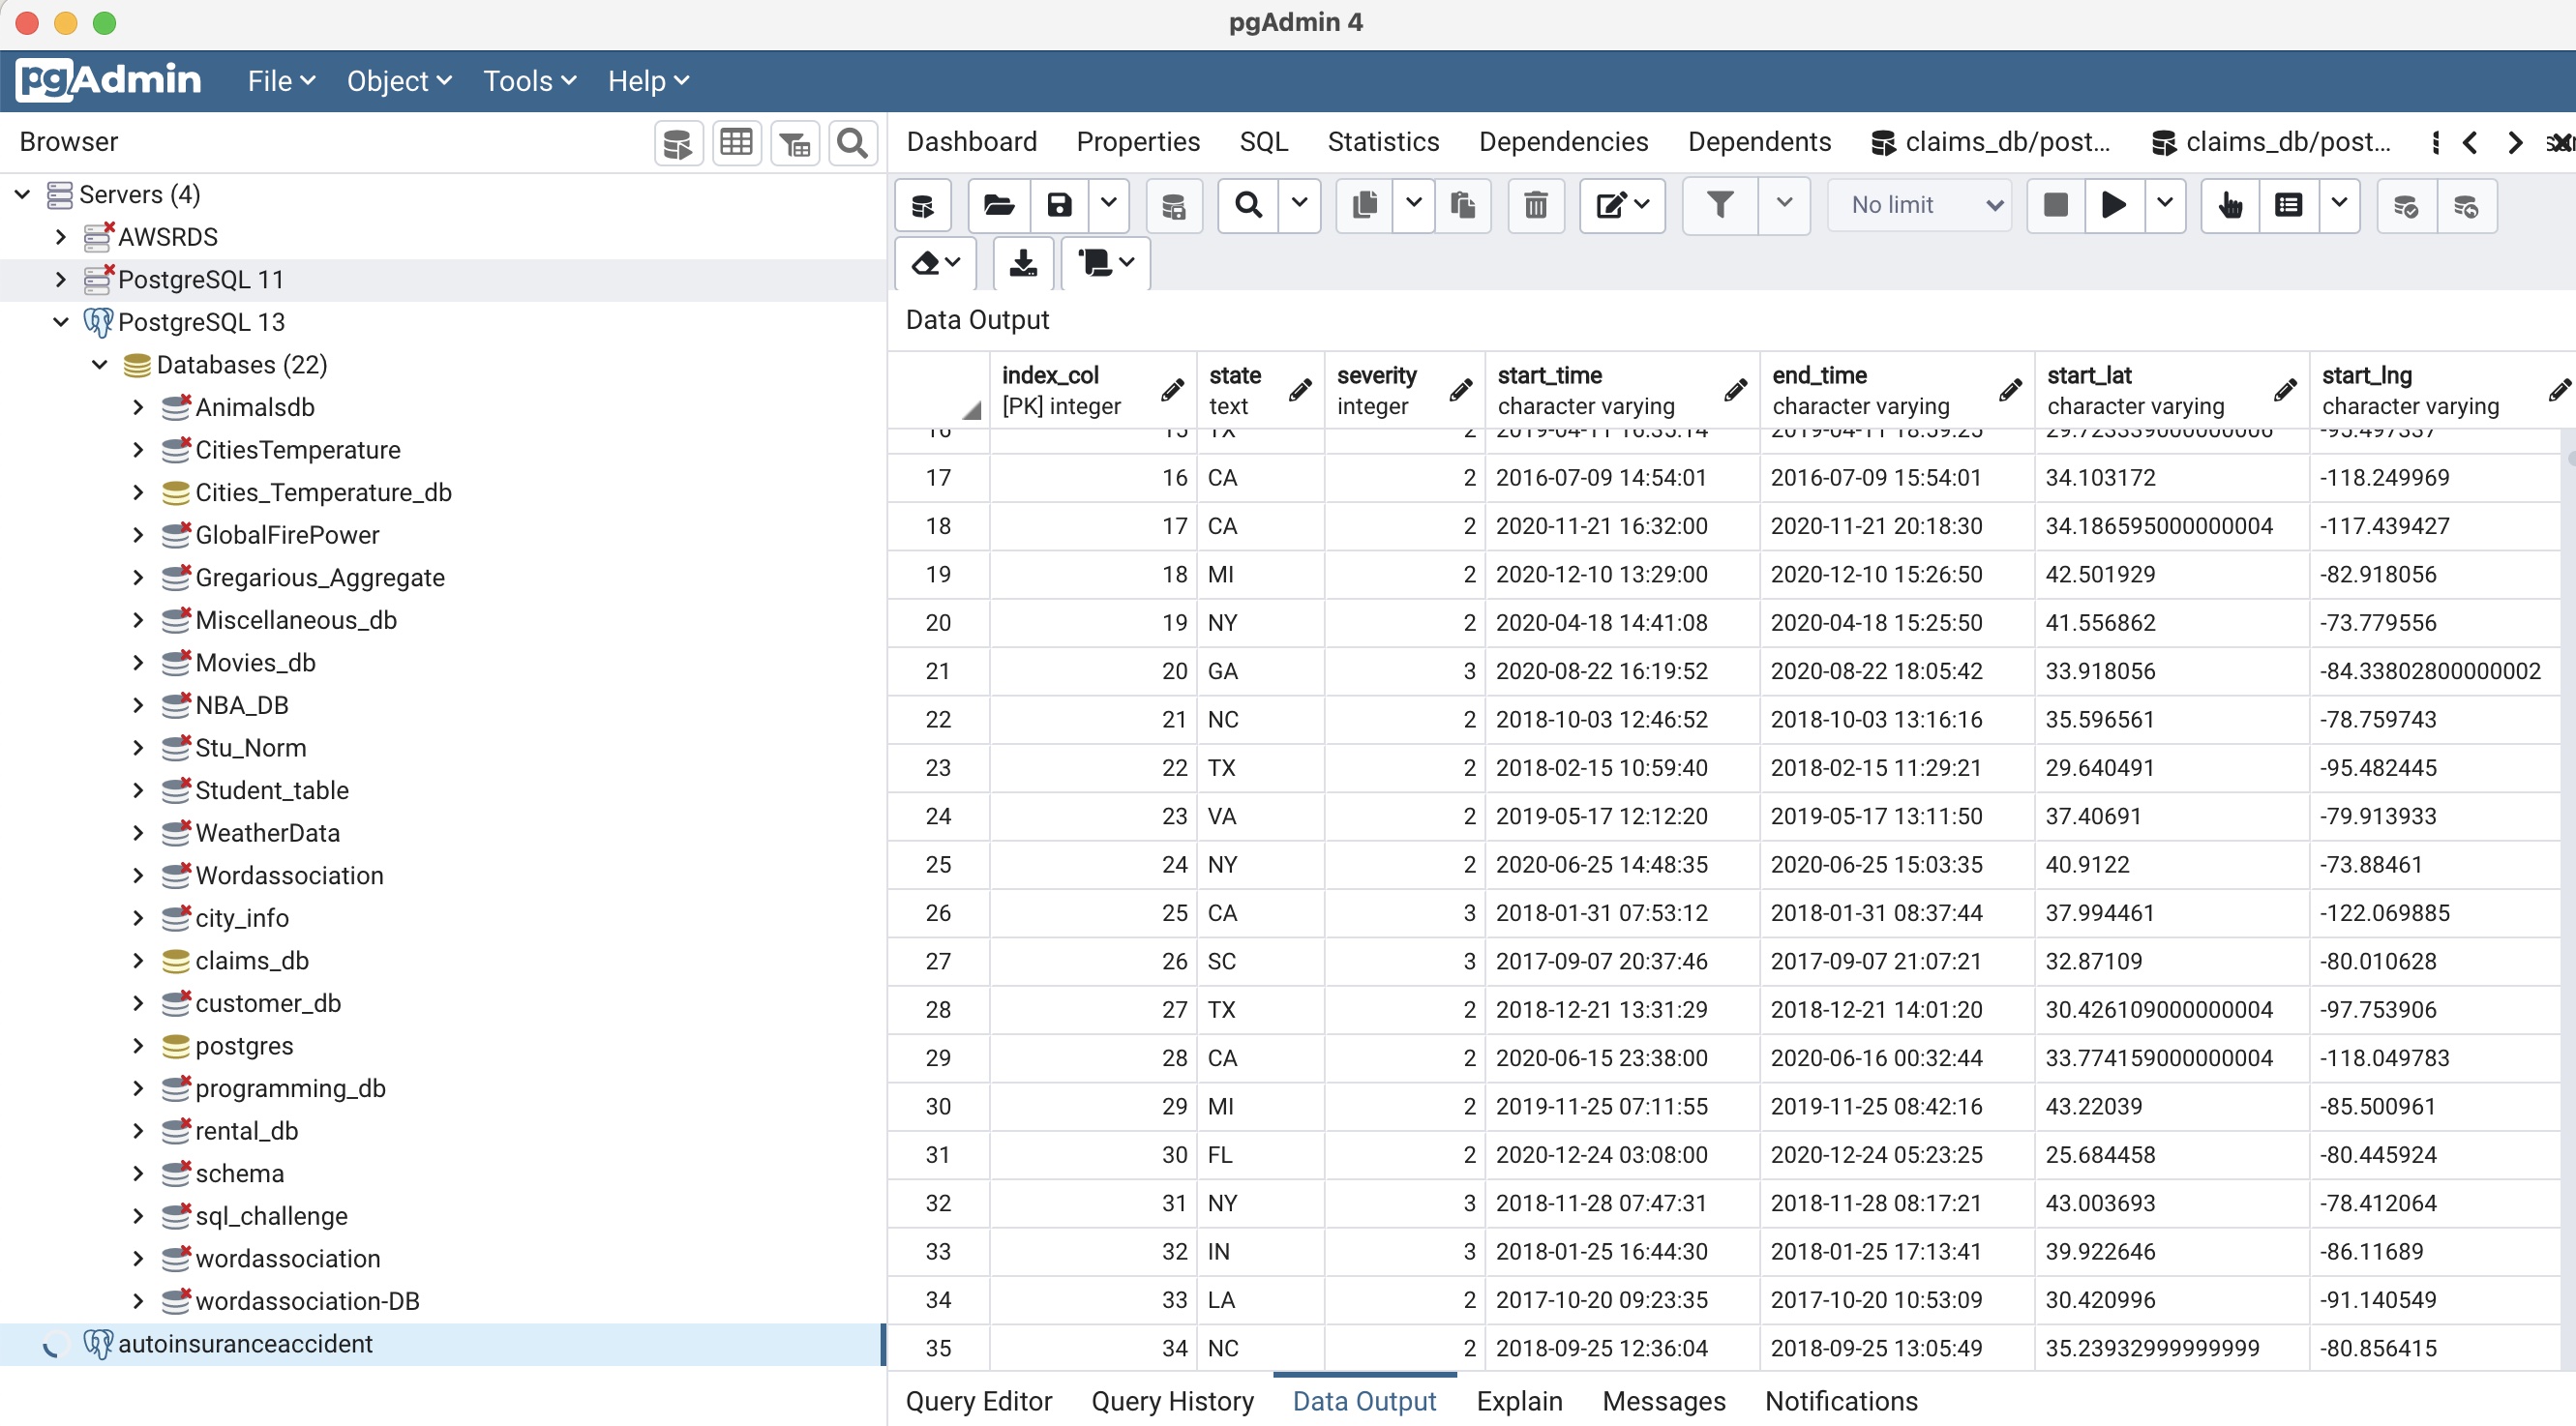 pgAdmin 4
pgAdmin File Object Tools Help
Browser
Dashboard Properties SQL Statistics Dependencies Dependents claims_db/post... claims_db/post...
No limit
Servers (4)
AWSRDS
PostgreSQL 11
PostgreSQL 13
Databases (22)
Animalsdb
CitiesTemperature
Cities_Temperature_db
GlobalFirePower
Gregarious_Aggregate
Miscellaneous_db
Movies_db
NBA_DB
Stu_Norm
Student_table
WeatherData
Wordassociation
city_info
claims_db
customer_db
postgres
programming_db
rental_db
schema
sql_challenge
wordassociation
wordassociation-DB
autoinsuranceaccident
Data Output
index_col state severity start_time end_time start_lat start_lng
[PK] integer text integer character varying character varying character varying character varying
16 15 TX 2 2019-04-11 16:35:14 2019-04-11 18:59:25 29.723339000000006 -95.497337
17 16 CA 2 2016-07-09 14:54:01 2016-07-09 15:54:01 34.103172 -118.249969
18 17 CA 2 2020-11-21 16:32:00 2020-11-21 20:18:30 34.186595000000004 -117.439427
19 18 MI 2 2020-12-10 13:29:00 2020-12-10 15:26:50 42.501929 -82.918056
20 19 NY 2 2020-04-18 14:41:08 2020-04-18 15:25:50 41.556862 -73.779556
21 20 GA 3 2020-08-22 16:19:52 2020-08-22 18:05:42 33.918056 -84.33802800000002
22 21 NC 2 2018-10-03 12:46:52 2018-10-03 13:16:16 35.596561 -78.759743
23 22 TX 2 2018-02-15 10:59:40 2018-02-15 11:29:21 29.640491 -95.482445
24 23 VA 2 2019-05-17 12:12:20 2019-05-17 13:11:50 37.40691 -79.913933
25 24 NY 2 2020-06-25 14:48:35 2020-06-25 15:03:35 40.9122 -73.88461
26 25 CA 3 2018-01-31 07:53:12 2018-01-31 08:37:44 37.994461 -122.069885
27 26 SC 3 2017-09-07 20:37:46 2017-09-07 21:07:21 32.87109 -80.010628
28 27 TX 2 2018-12-21 13:31:29 2018-12-21 14:01:20 30.426109000000004 -97.753906
29 28 CA 2 2020-06-15 23:38:00 2020-06-16 00:32:44 33.774159000000004 -118.049783
30 29 MI 2 2019-11-25 07:11:55 2019-11-25 08:42:16 43.22039 -85.500961
31 30 FL 2 2020-12-24 03:08:00 2020-12-24 05:23:25 25.684458 -80.445924
32 31 NY 3 2018-11-28 07:47:31 2018-11-28 08:17:21 43.003693 -78.412064
33 32 IN 3 2018-01-25 16:44:30 2018-01-25 17:13:41 39.922646 -86.11689
34 33 LA 2 2017-10-20 09:23:35 2017-10-20 10:53:09 30.420996 -91.140549
35 34 NC 2 2018-09-25 12:36:04 2018-09-25 13:05:49 35.23932999999999 -80.856415
Query Editor Query History Data Output Explain Messages Notifications